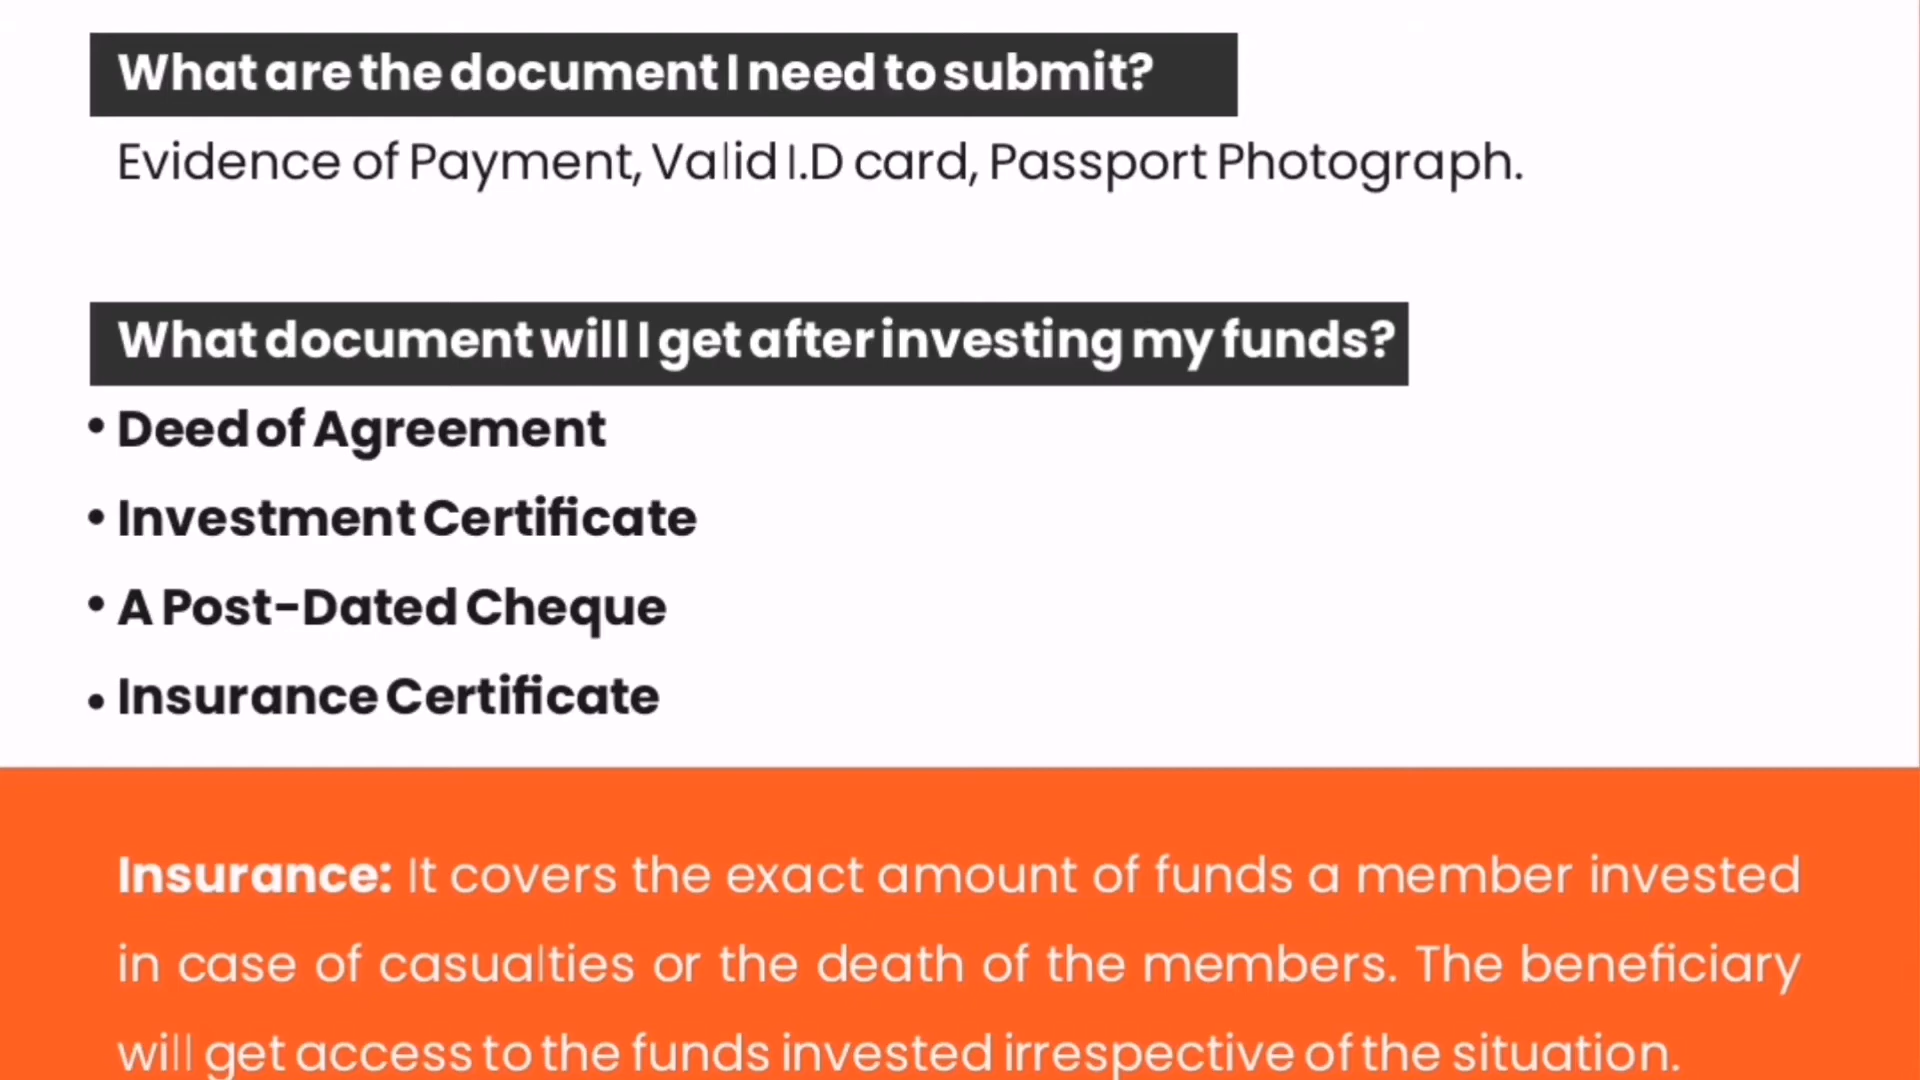 What are the document I need to submit?
Evidence of Payment, Valid I.D card, Passport Photograph.
What document will I get after investing my funds?
• Deed of Agreement
• Investment Certificate
• A Post-Dated Cheque
• Insurance Certificate
Insurance: It covers the exact amount of funds a member invested
in case of casualties or the death of the members. The beneficiary
will get access to the funds invested irrespective of the situation.